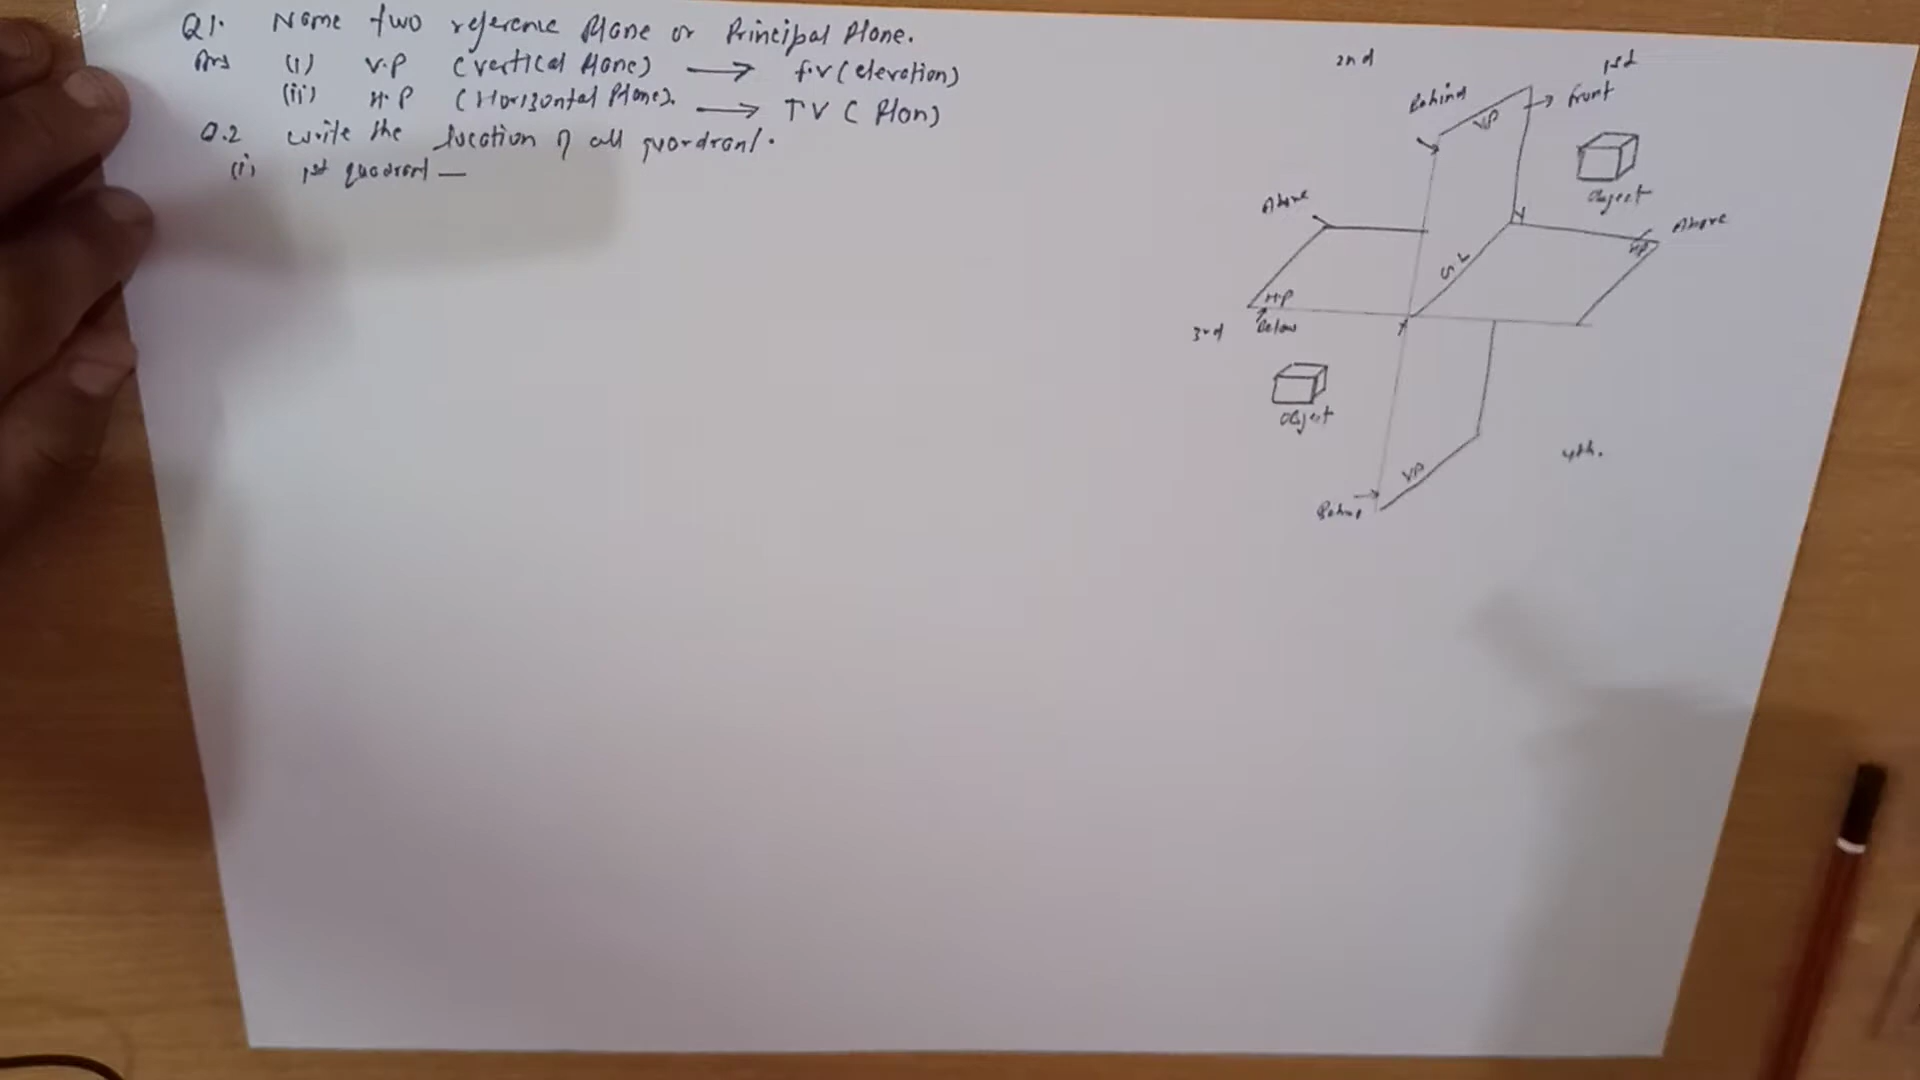 Q1. Name two reference Plane or Principal Plane.
Ans (i) V.P (vertical Plane) → f.v (elevation)
(ii) H.P (Horizontal Plane). → TV (Plan)
Q.2 write the location of all quardrant.
(i) 1st quadrant —
2nd
1st
Behind
VP
front
object
Above
Above
Y
HP
G L
H.P
Below
3rd
X
object
VP
4th.